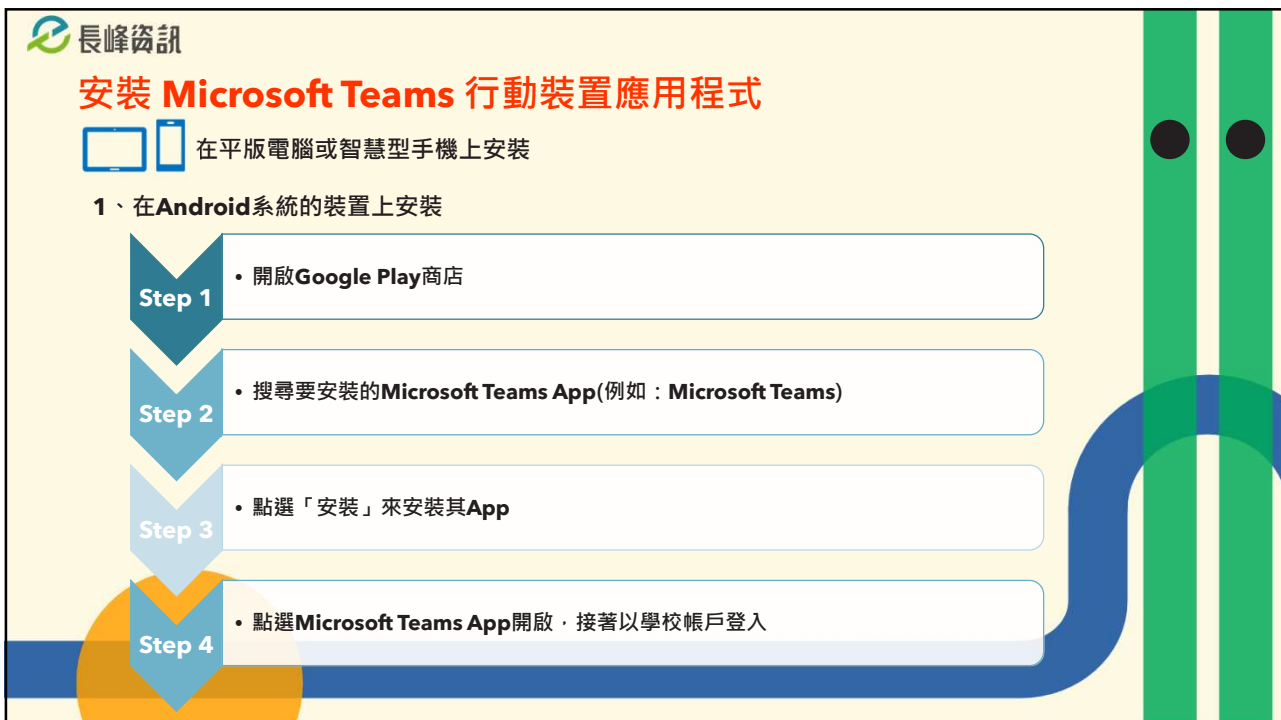 長峰資訊
安裝 Microsoft Teams 行動裝置應用程式
在平版電腦或智慧型手機上安裝
1、在Android系統的裝置上安裝
Step 1
• 開啟Google Play商店
Step 2
• 搜尋要安裝的Microsoft Teams App(例如：Microsoft Teams)
Step 3
• 點選「安裝」來安裝其App
Step 4
• 點選Microsoft Teams App開啟，接著以學校帳戶登入